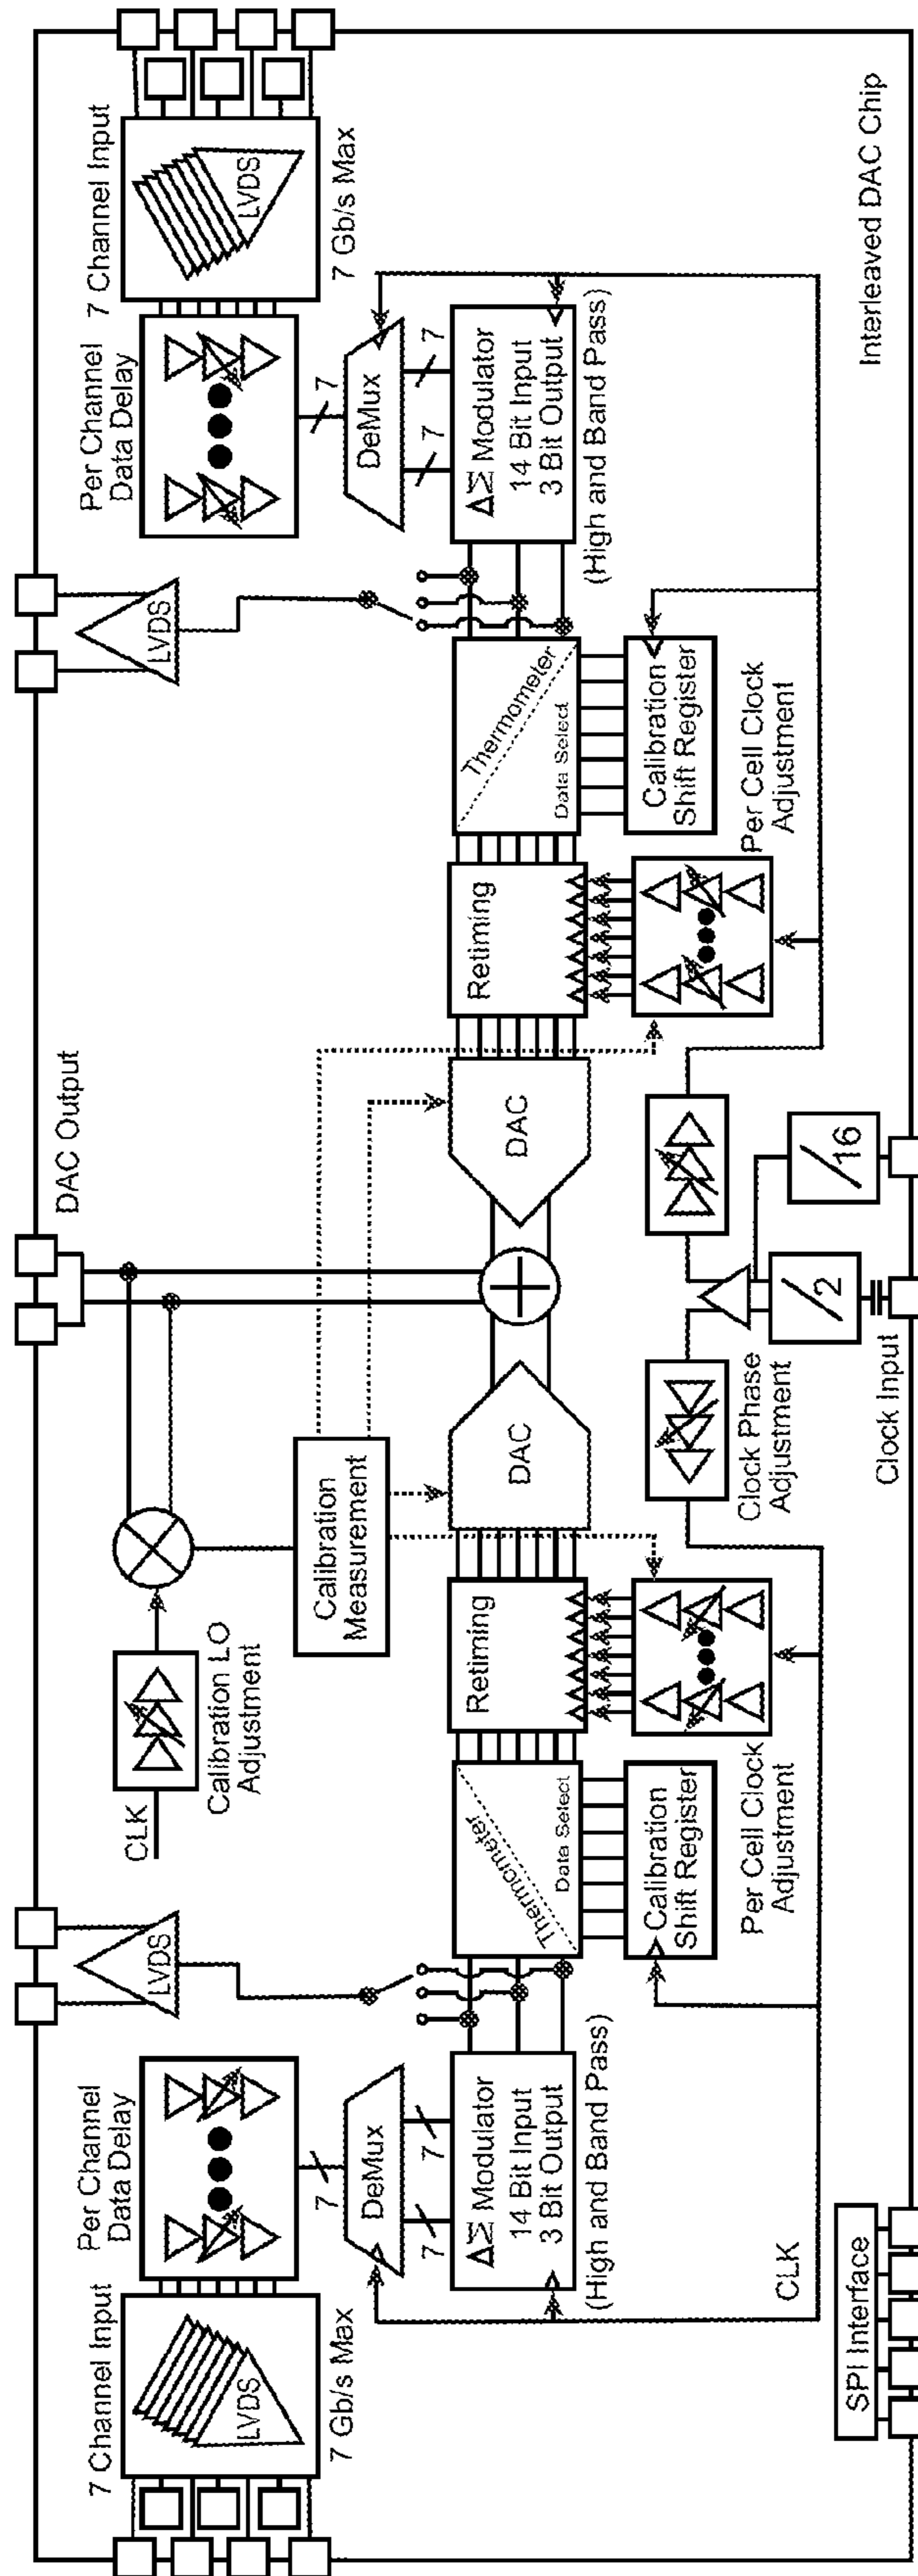 DAC Output
CLK
Calibration LO
Adjustment
LVDS
LVDS
7 Channel Input
LVDS
7 Gb/s Max
Per Channel
Data Delay
7
DeMux
7
7
ΔΣ Modulator
14 Bit Input
3 Bit Output
(High and Band Pass)
Thermometer
Data Select
Calibration
Shift Register
Retiming
Per Cell Clock
Adjustment
DAC
Calibration
Measurement
DAC
Retiming
Per Cell Clock
Adjustment
Thermometer
Data Select
Calibration
Shift Register
ΔΣ Modulator
14 Bit Input
3 Bit Output
(High and Band Pass)
7
7
DeMux
7
Per Channel
Data Delay
7 Channel Input
LVDS
7 Gb/s Max
CLK
SPI Interface
Clock Phase
Adjustment
/2
/16
Clock Input
Interleaved DAC Chip